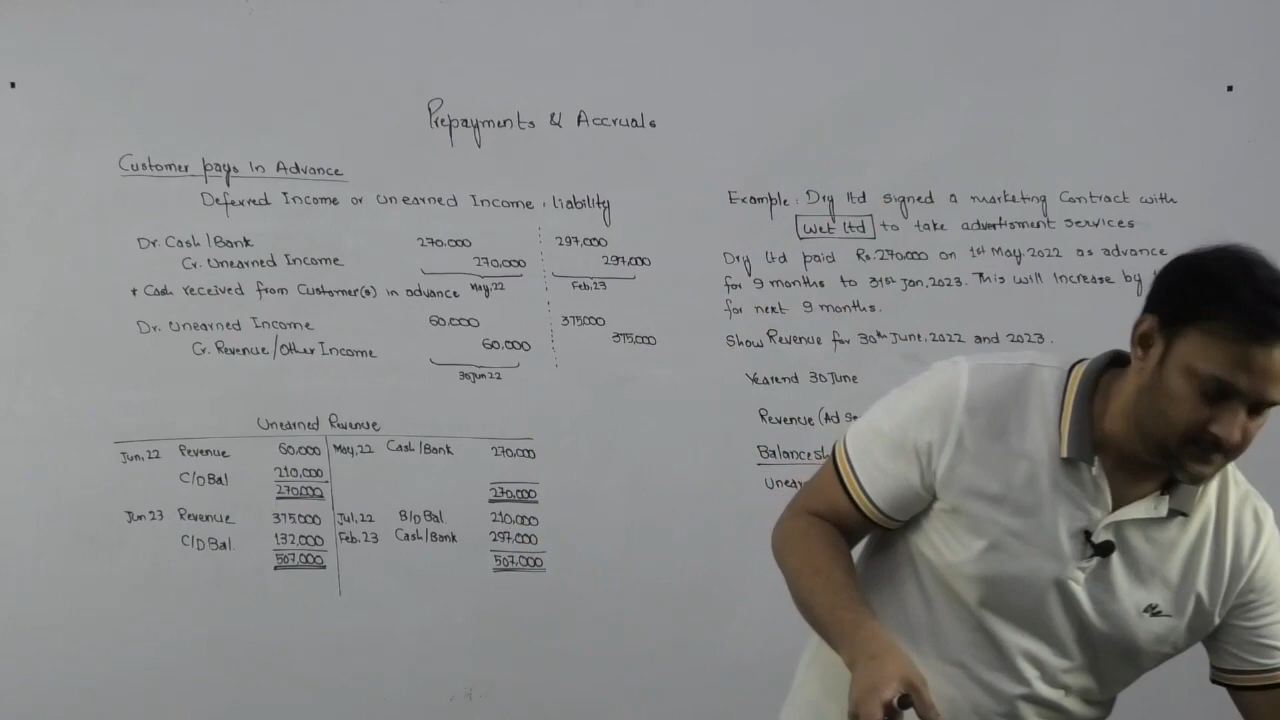 Prepayments & Accruals
Customer pays In Advance
Deferred Income or Unearned Income, liability
Dr. Cash/Bank 270,000 297,000
Cr. Unearned Income 270,000 297,000
* Cash received from Customer(s) in advance May,22 Feb,23
Dr. Unearned Income 60,000 375,000
Cr. Revenue/Other Income 60,000 375,000
30Jun22
Unearned Revenue
Jun,22 Revenue 60,000 May,22 Cash/Bank 270,000
C/D Bal 210,000
270,000 270,000
Jun 23 Revenue 375,000 Jul,22 B/D Bal. 210,000
C/D Bal. 132,000 Feb,23 Cash/Bank 297,000
507,000 507,000
Example: Dry ltd signed a marketing Contract with
Wet ltd to take advertisment services
Dry Ltd paid Rs.270,000 on 1st May,2022 as advance
for 9 months to 31st Jan,2023. This will increase by
for next 9 months.
Show Revenue for 30th June,2022 and 2023.
Yearend 30 June
Revenue (Ad